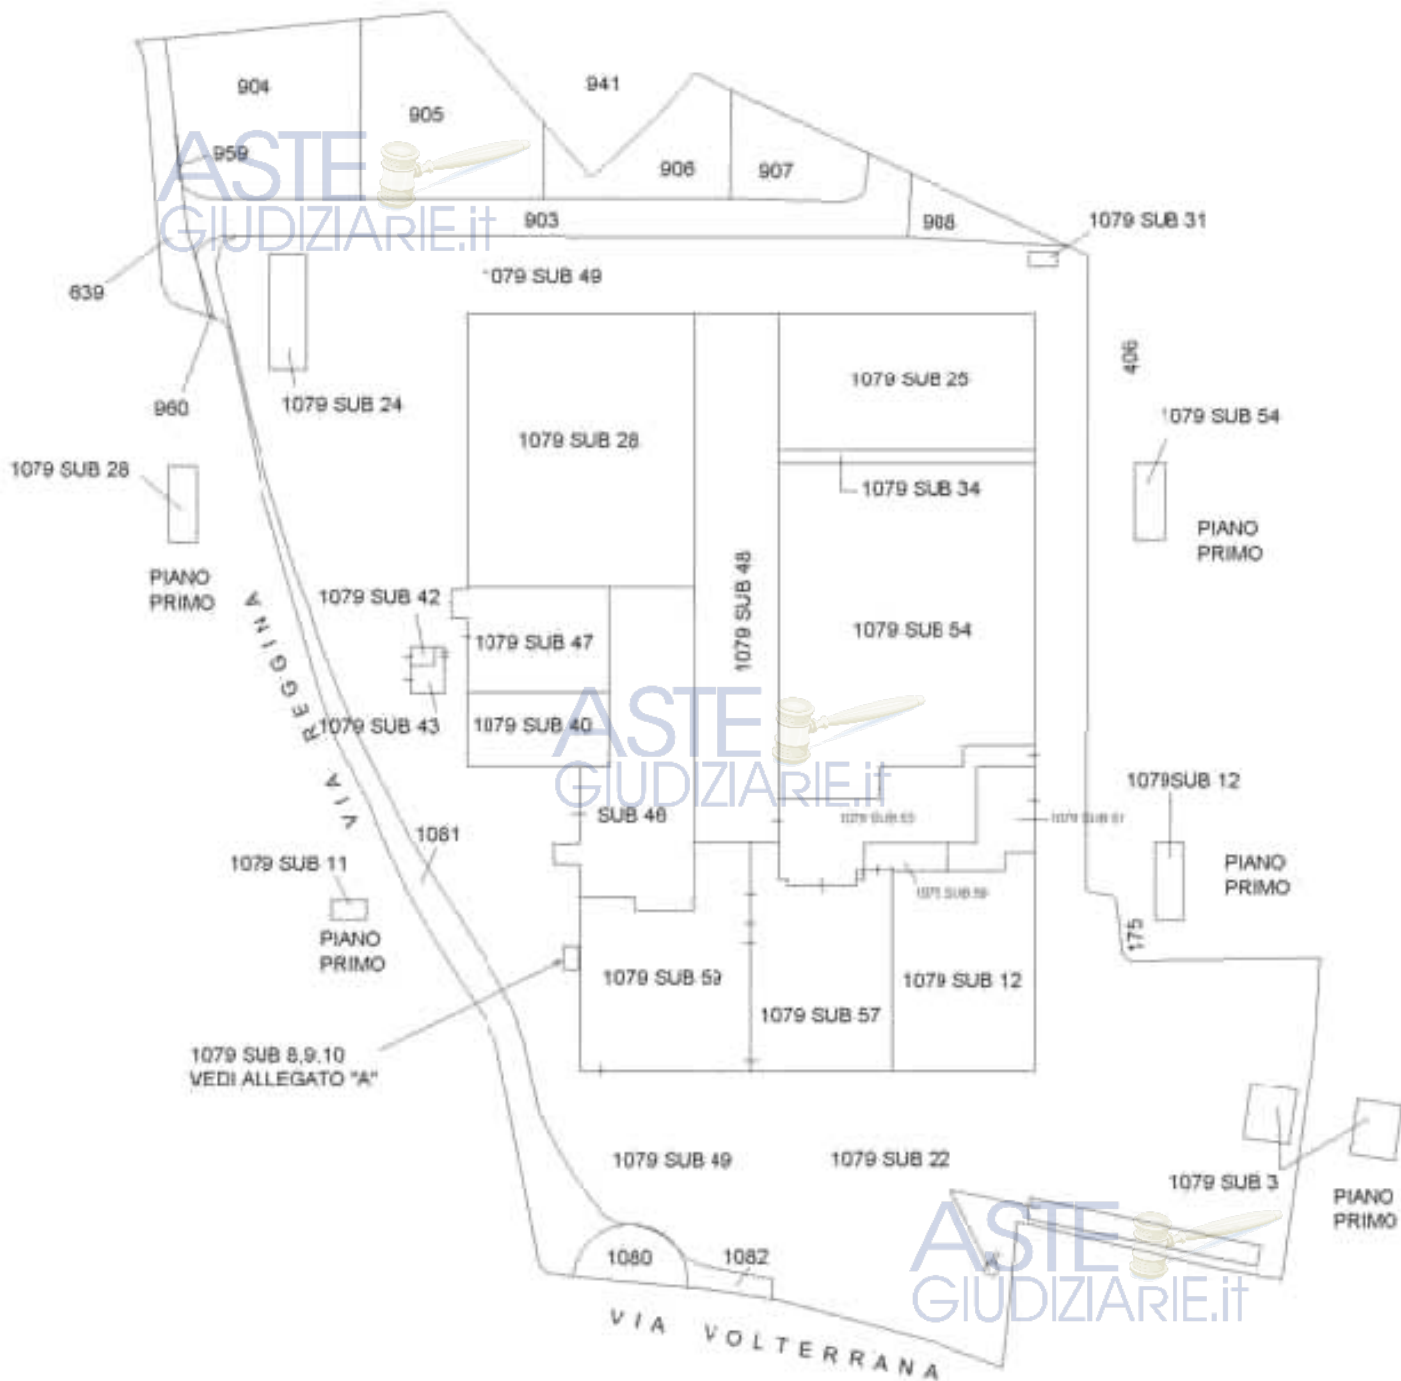 904
941
905
959
906
907
903
908
1079 SUB 31
639
1079 SUB 49
406
960
1079 SUB 24
1079 SUB 25
1079 SUB 54
1079 SUB 28
1079 SUB 28
1079 SUB 34
PIANO
PRIMO
PIANO
PRIMO
1079 SUB 42
1079 SUB 48
1079 SUB 47
1079 SUB 54
VIA REGGINA
1079 SUB 43
1079 SUB 40
1079SUB 12
SUB 46
1081
1079 SUB 11
PIANO
PRIMO
PIANO
PRIMO
175
1079 SUB 59
1079 SUB 12
1079 SUB 57
1079 SUB 8,9.10
VEDI ALLEGATO "A"
1079 SUB 49
1079 SUB 22
1079 SUB 3
PIANO
PRIMO
1080
1082
VIA VOLTERRANA
ASTE
GIUDIZIARIE.it
ASTE
GIUDIZIARIE.it
ASTE
GIUDIZIARIE.it